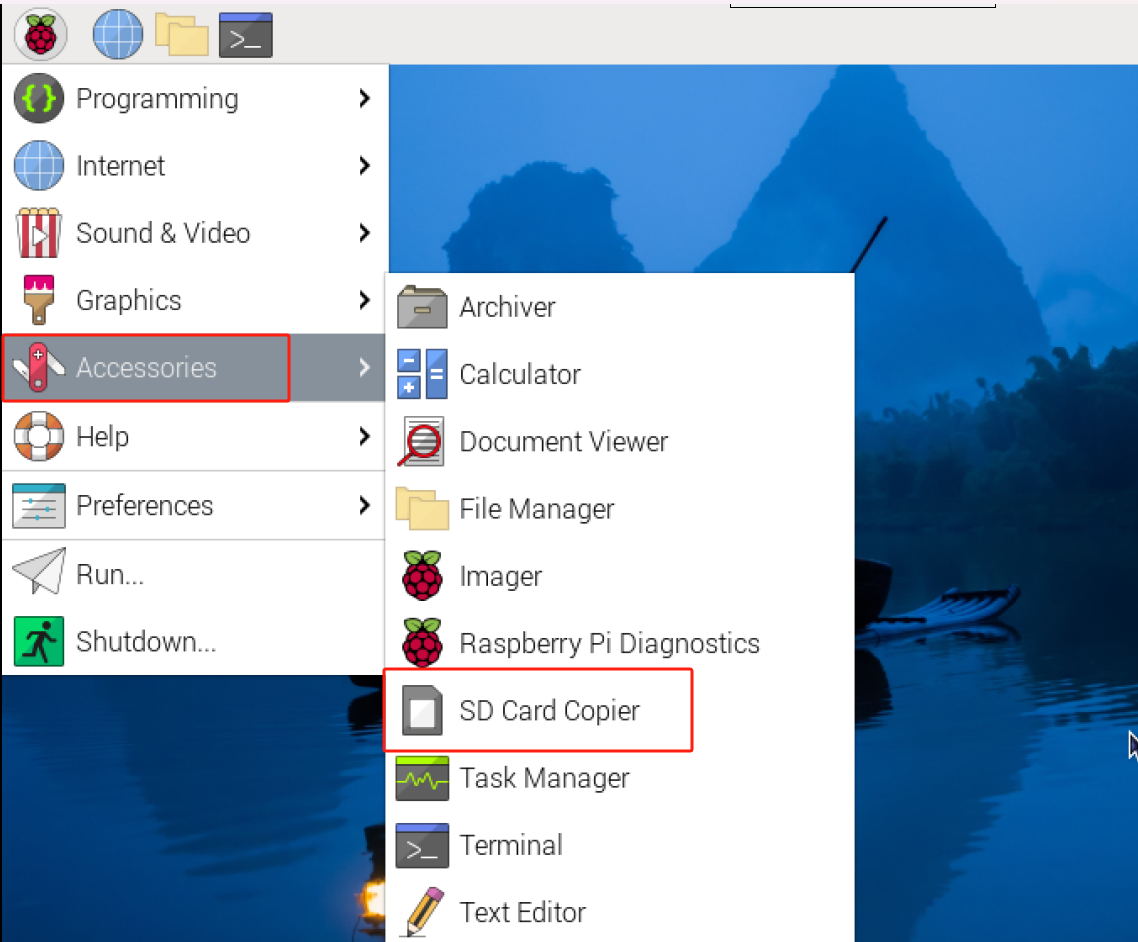 Programming
Internet
Sound & Video
Graphics
Accessories
Help
Preferences
Run...
Shutdown...
Archiver
Calculator
Document Viewer
File Manager
Imager
Raspberry Pi Diagnostics
SD Card Copier
Task Manager
Terminal
Text Editor